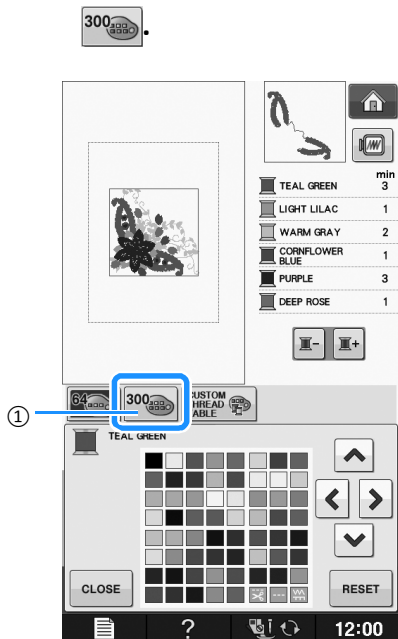 300 .
min
TEAL GREEN 3
LIGHT LILAC 1
WARM GRAY 2
CORNFLOWER
BLUE 1
PURPLE 3
DEEP ROSE 1
64
300
CUSTOM
THREAD
TABLE
①
TEAL GREEN
CLOSE
RESET
?
12:00